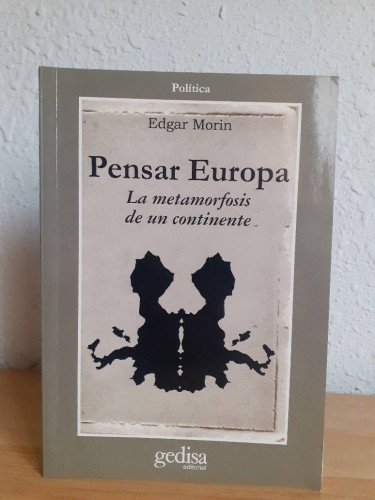 Política
Edgar Morin
Pensar Europa
La metamorfosis
de un continente
gedisa
editorial